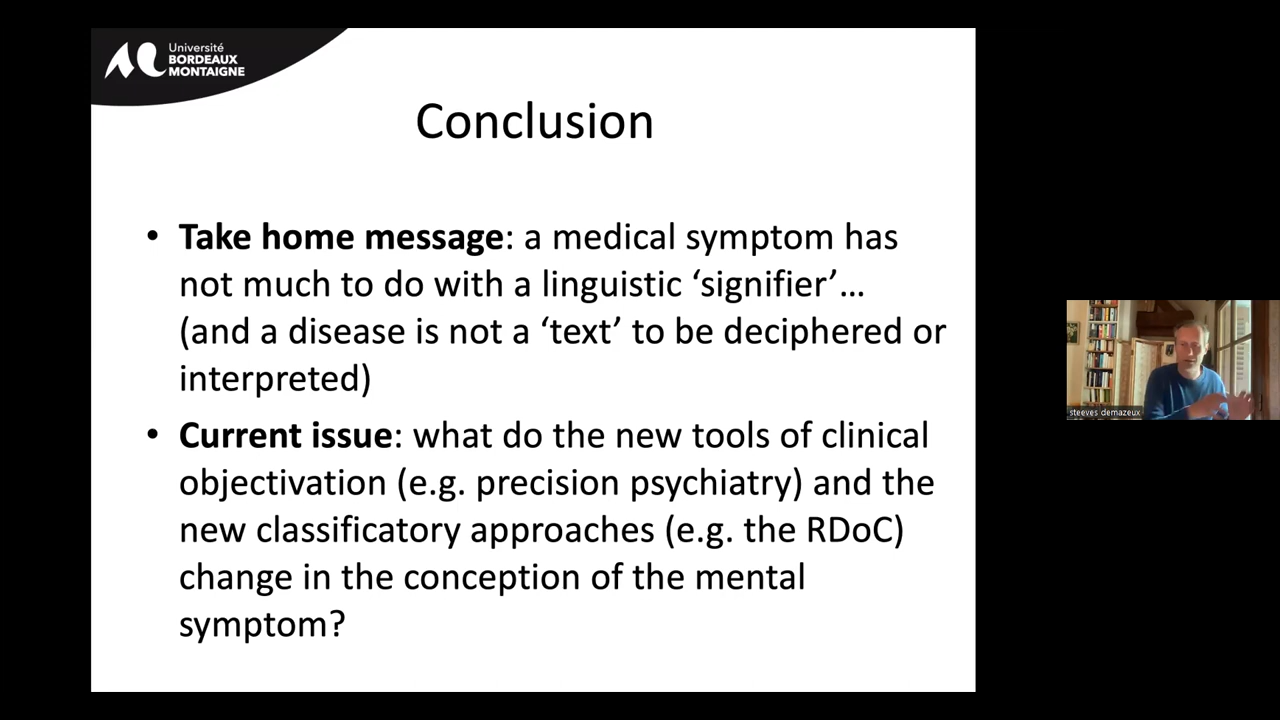 Université
BORDEAUX
MONTAIGNE
Conclusion
• Take home message: a medical symptom has
not much to do with a linguistic ‘signifier’…
(and a disease is not a ‘text’ to be deciphered or
interpreted)
• Current issue: what do the new tools of clinical
objectivation (e.g. precision psychiatry) and the
new classificatory approaches (e.g. the RDoC)
change in the conception of the mental
symptom?
steeves demazeux